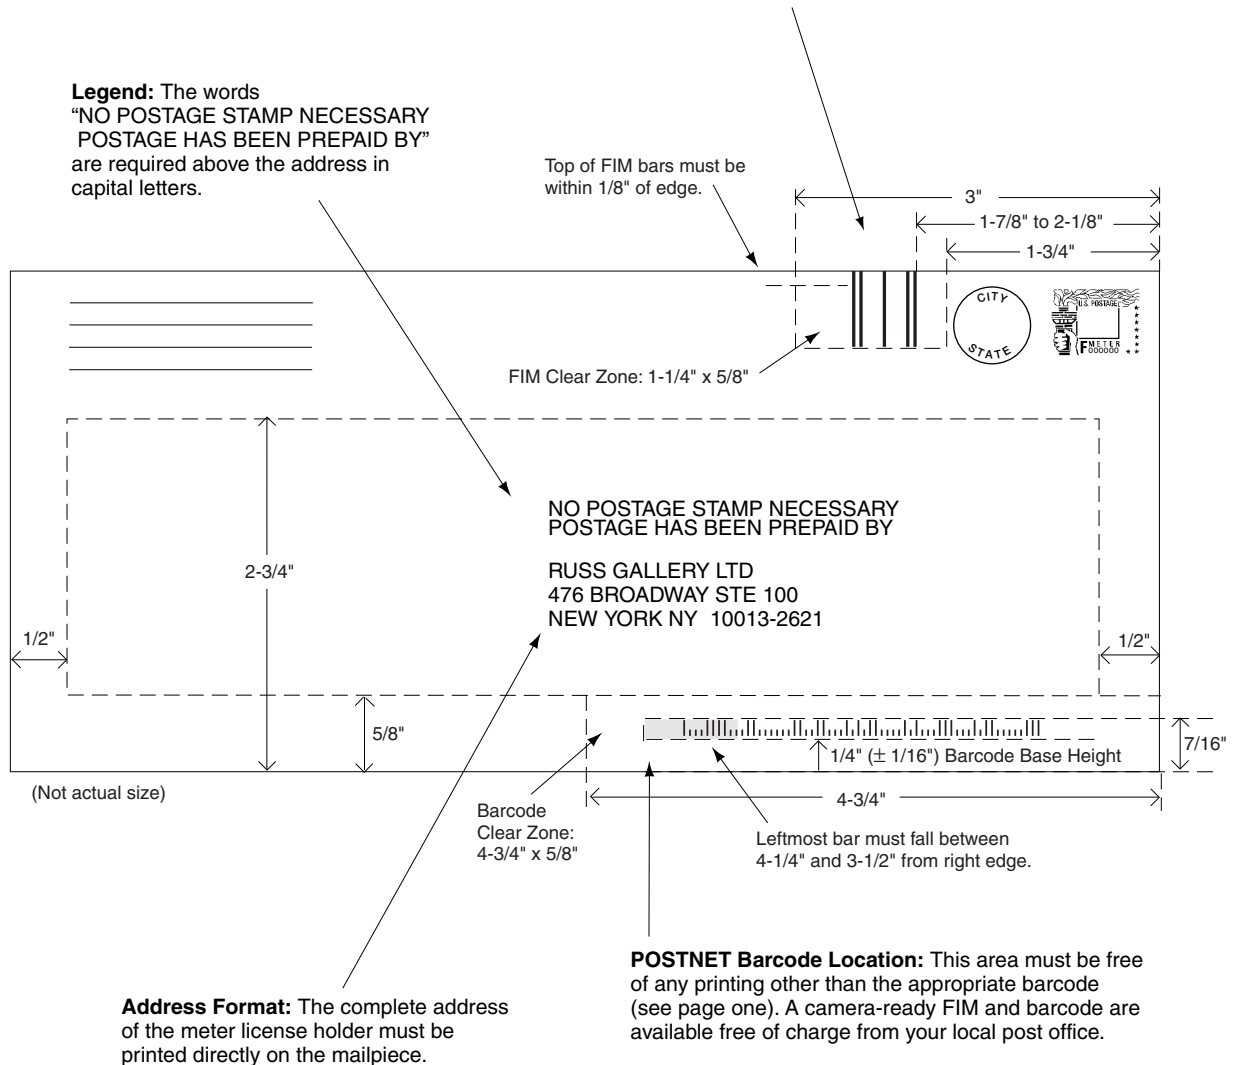 Legend: The words
“NO POSTAGE STAMP NECESSARY
POSTAGE HAS BEEN PREPAID BY”
are required above the address in
capital letters.
Top of FIM bars must be
within 1/8" of edge.
3"
1-7/8" to 2-1/8"
1-3/4"
CITY
STATE
U.S. POSTAGE
F METER
000000
FIM Clear Zone: 1-1/4" x 5/8"
NO POSTAGE STAMP NECESSARY
POSTAGE HAS BEEN PREPAID BY
RUSS GALLERY LTD
476 BROADWAY STE 100
NEW YORK NY 10013-2621
2-3/4"
1/2"
1/2"
5/8"
1/4" (± 1/16") Barcode Base Height
7/16"
(Not actual size)
4-3/4"
Barcode
Clear Zone:
4-3/4" x 5/8"
Leftmost bar must fall between
4-1/4" and 3-1/2" from right edge.
POSTNET Barcode Location: This area must be free
of any printing other than the appropriate barcode
(see page one). A camera-ready FIM and barcode are
available free of charge from your local post office.
Address Format: The complete address
of the meter license holder must be
printed directly on the mailpiece.